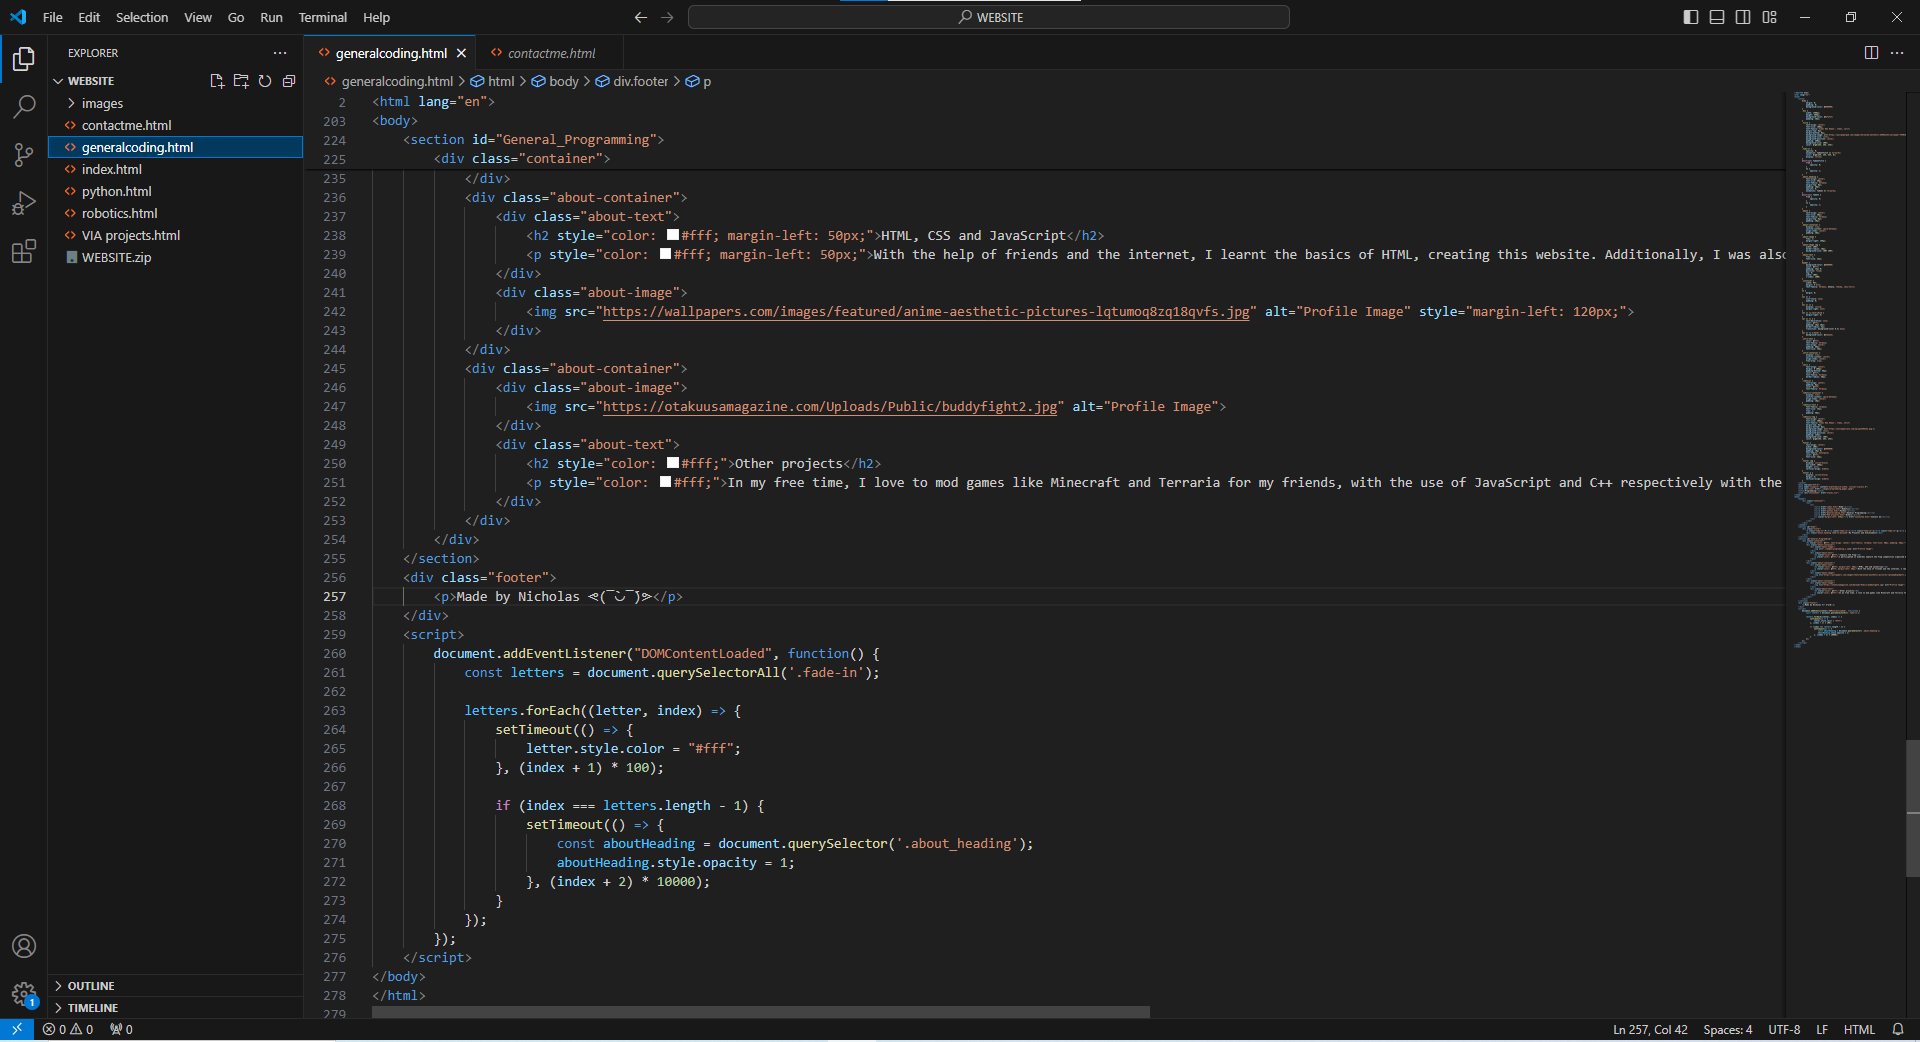 File Edit Selection View Go Run Terminal Help
WEBSITE
EXPLORER
WEBSITE
images
contactme.html
generalcoding.html
index.html
python.html
robotics.html
VIA projects.html
WEBSITE.zip
OUTLINE
TIMELINE
generalcoding.html contactme.html
generalcoding.html > html > body > div.footer > p
2 <html lang="en">
203 <body>
224 <section id="General_Programming">
225 <div class="container">
235 </div>
236 <div class="about-container">
237 <div class="about-text">
238 <h2 style="color: #fff; margin-left: 50px;">HTML, CSS and JavaScript</h2>
239 <p style="color: #fff; margin-left: 50px;">With the help of friends and the internet, I learnt the basics of HTML, creating this website. Additionally, I was also
240 </div>
241 <div class="about-image">
242 <img src="https://wallpapers.com/images/featured/anime-aesthetic-pictures-lqtumoq8zq18qvfs.jpg" alt="Profile Image" style="margin-left: 120px;">
243 </div>
244 </div>
245 <div class="about-container">
246 <div class="about-image">
247 <img src="https://otakuusamagazine.com/Uploads/Public/buddyfight2.jpg" alt="Profile Image">
248 </div>
249 <div class="about-text">
250 <h2 style="color: #fff;">Other projects</h2>
251 <p style="color: #fff;">In my free time, I love to mod games like Minecraft and Terraria for my friends, with the use of JavaScript and C++ respectively with the
252 </div>
253 </div>
254 </div>
255 </section>
256 <div class="footer">
257 <p>Made by Nicholas ⪪(‾◡‾)⪫</p>
258 </div>
259 <script>
260 document.addEventListener("DOMContentLoaded", function() {
261 const letters = document.querySelectorAll('.fade-in');
262
263 letters.forEach((letter, index) => {
264 setTimeout(() => {
265 letter.style.color = "#fff";
266 }, (index + 1) * 100);
267
268 if (index === letters.length - 1) {
269 setTimeout(() => {
270 const aboutHeading = document.querySelector('.about_heading');
271 aboutHeading.style.opacity = 1;
272 }, (index + 2) * 10000);
273 }
274 });
275 });
276 </script>
277 </body>
278 </html>
279
1
0 0 0 Ln 257, Col 42 Spaces: 4 UTF-8 LF HTML